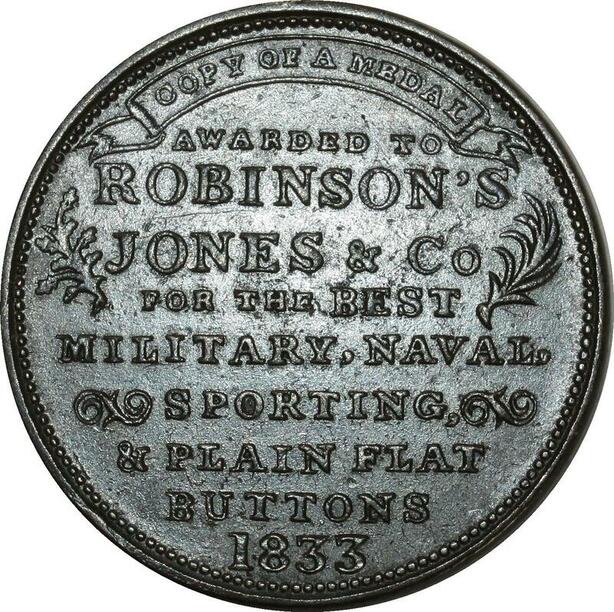 COPY OF A MEDAL
AWARDED TO
ROBINSON'S
JONES & Co
FOR THE BEST
MILITARY, NAVAL,
SPORTING,
& PLAIN FLAT
BUTTONS
1833